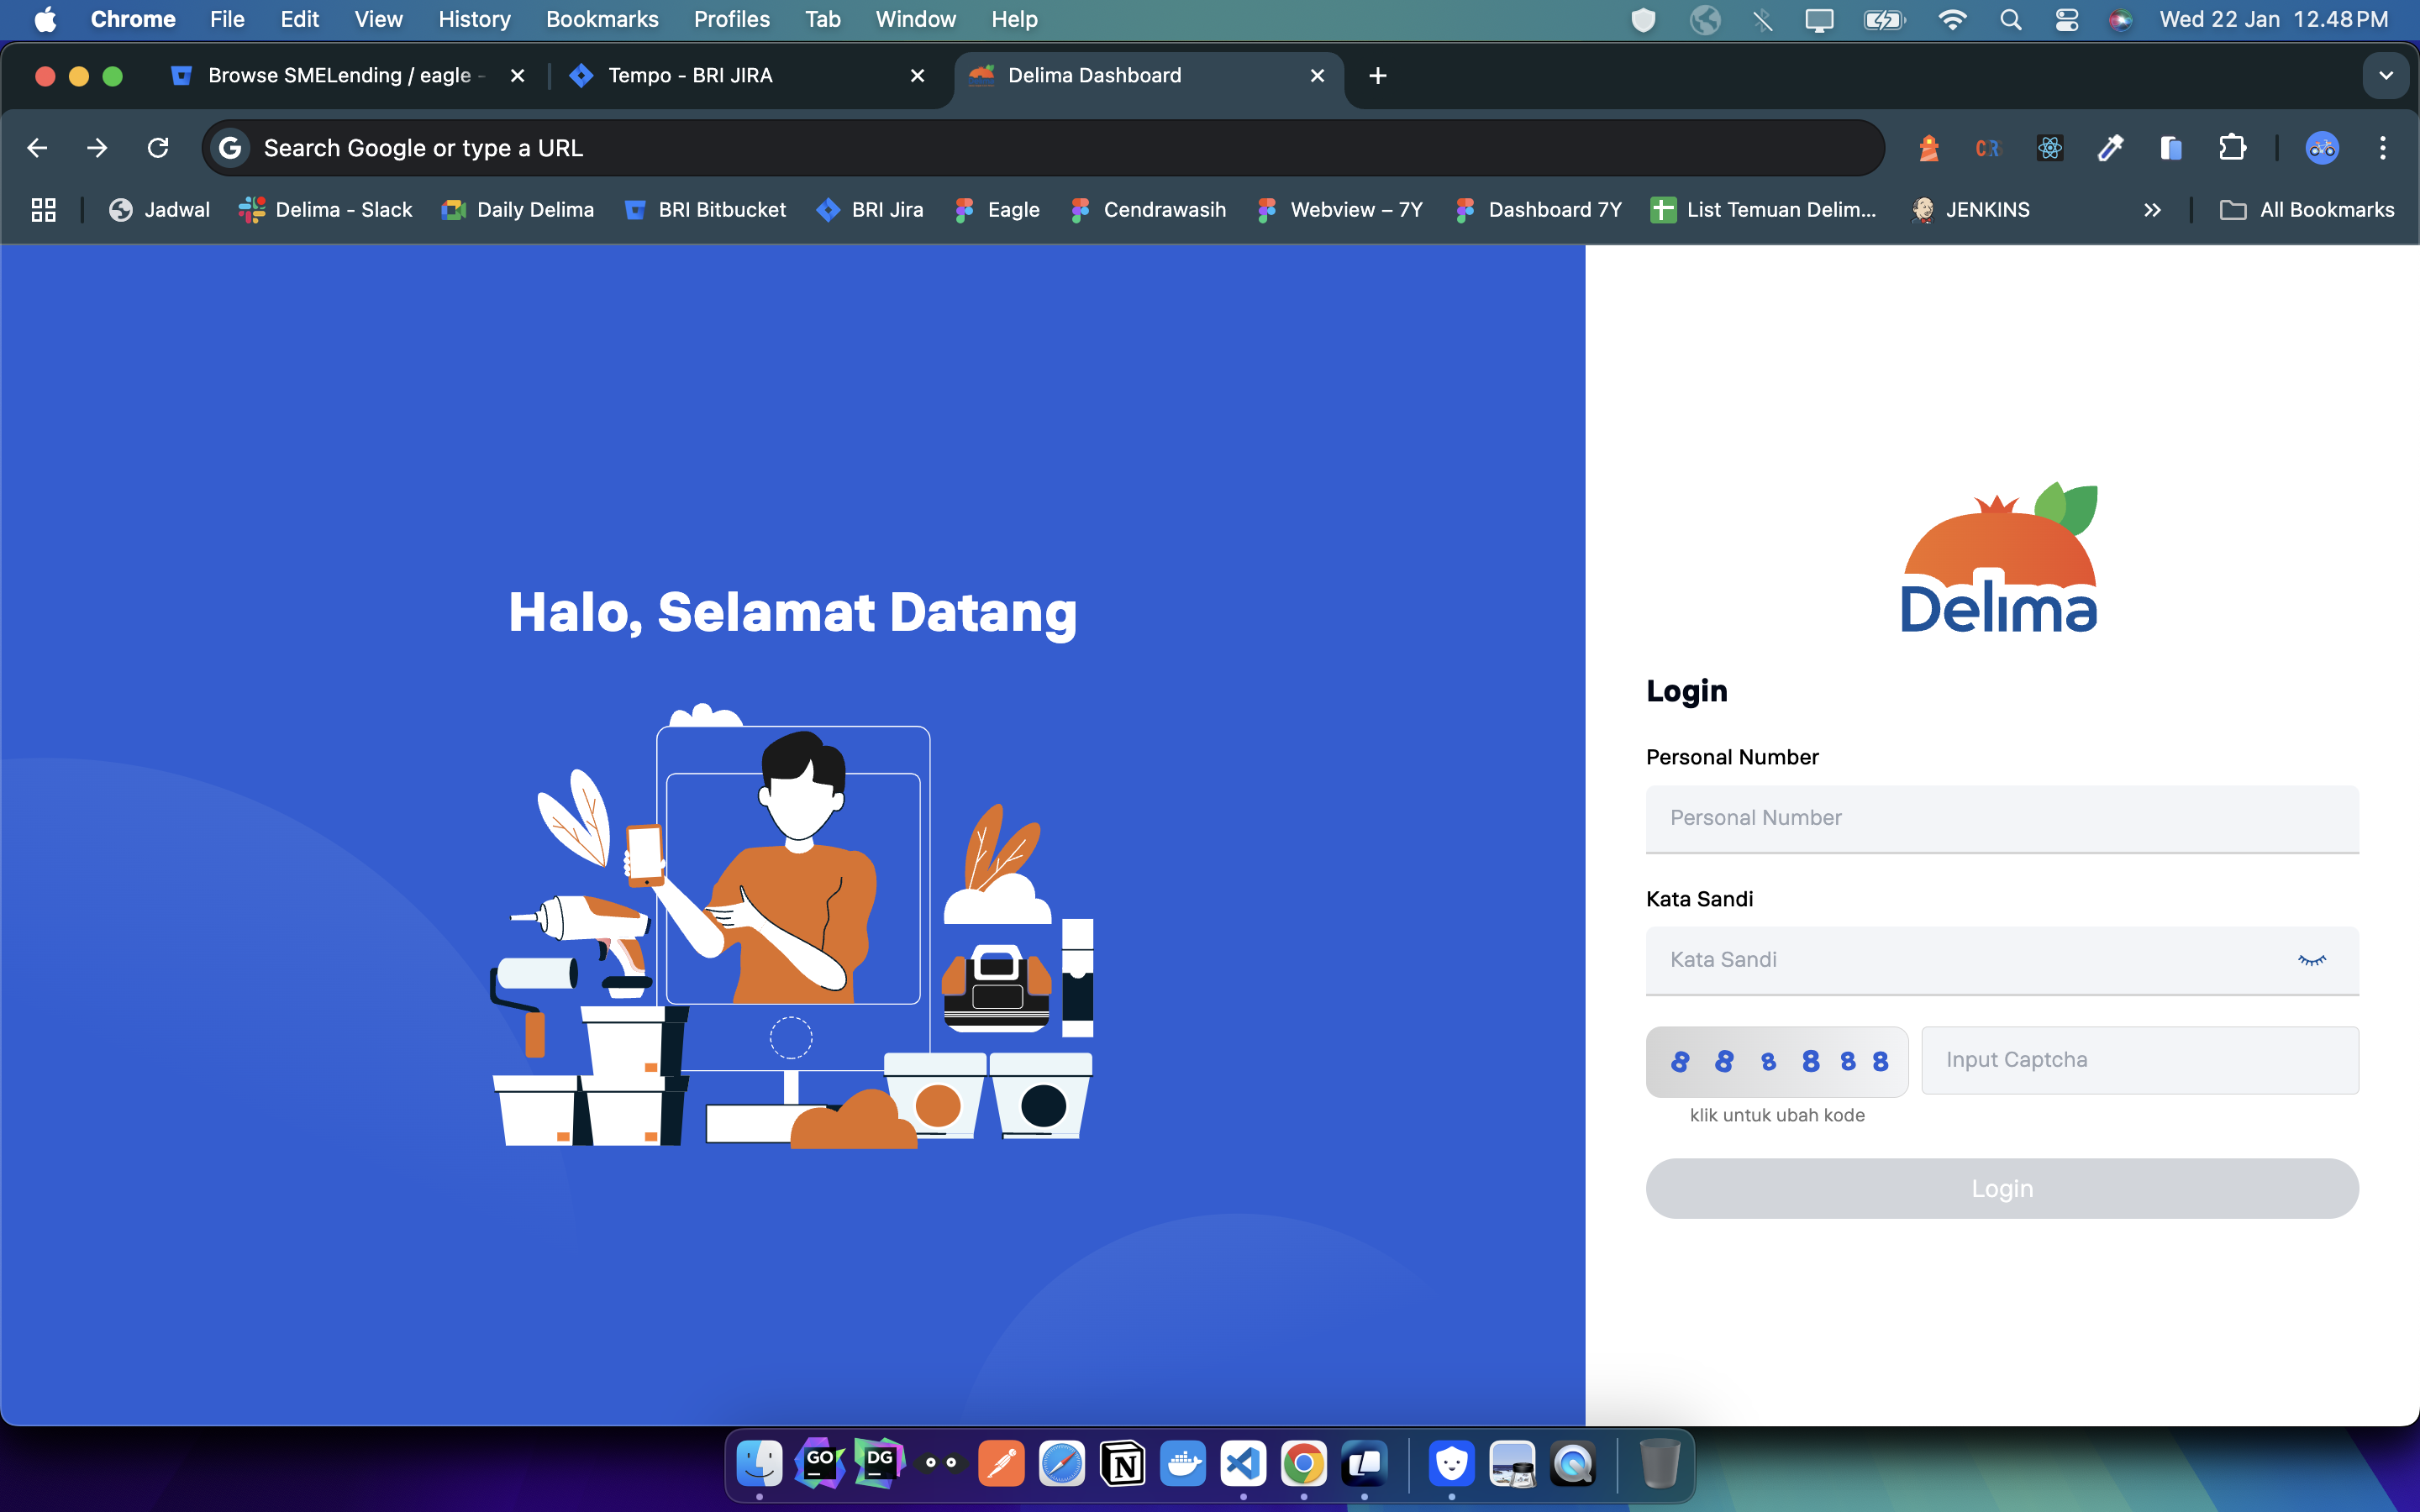 Chrome File Edit View History Bookmarks Profiles Tab Window Help Wed 22 Jan 12.48 PM
Browse SMELending / eagle - Tempo - BRI JIRA Delima Dashboard
Search Google or type a URL
Jadwal Delima - Slack Daily Delima BRI Bitbucket BRI Jira Eagle Cendrawasih Webview – 7Y Dashboard 7Y List Temuan Delim... JENKINS All Bookmarks
Halo, Selamat Datang
Delima
Login
Personal Number
Personal Number
Kata Sandi
Kata Sandi
8 8 8 8 8 8 Input Captcha
klik untuk ubah kode
Login
GO DG N